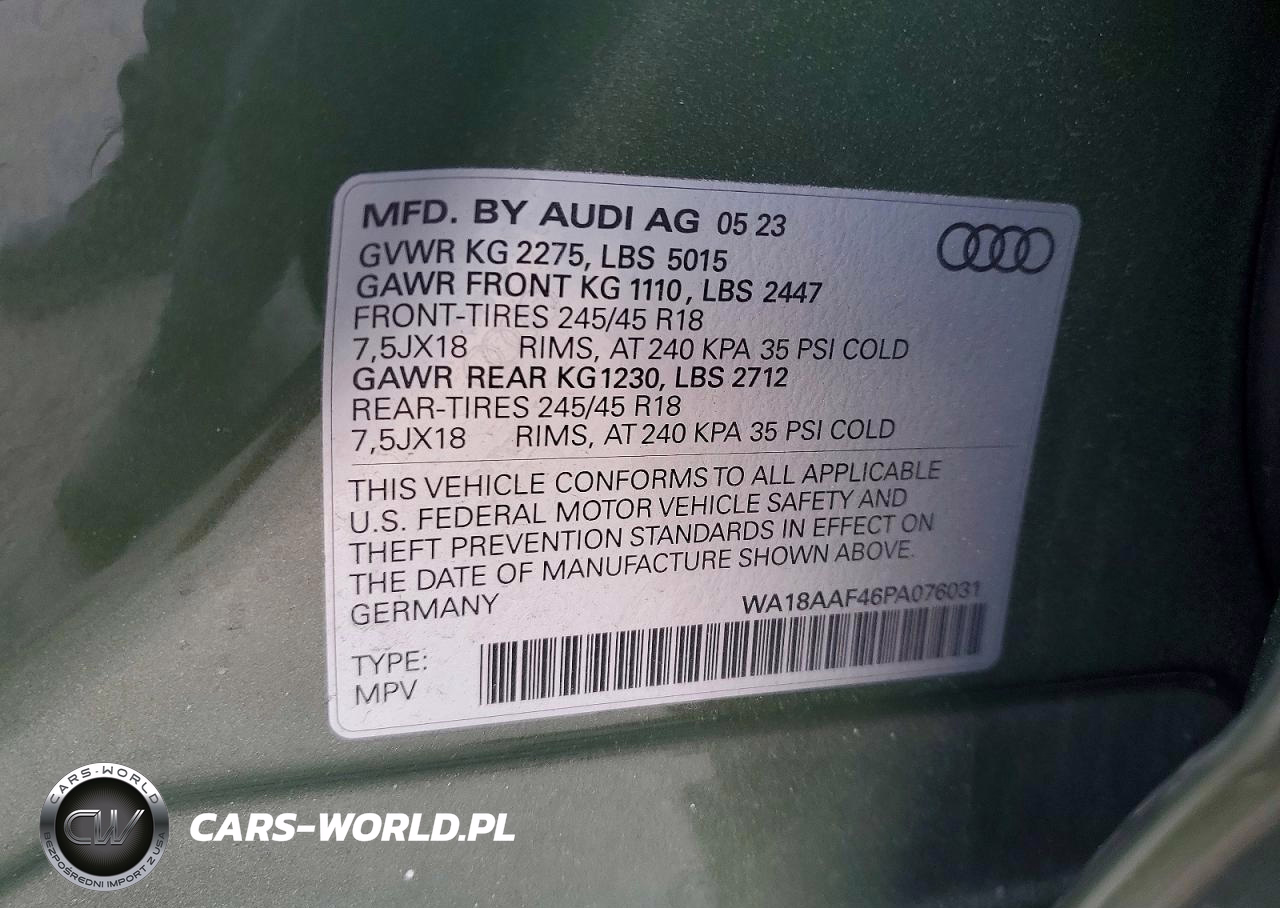 MFD. BY AUDI AG 05 23
GVWR KG 2275, LBS 5015
GAWR FRONT KG 1110, LBS 2447
FRONT-TIRES 245/45 R18
7,5JX18 RIMS, AT 240 KPA 35 PSI COLD
GAWR REAR KG1230, LBS 2712
REAR-TIRES 245/45 R18
7,5JX18 RIMS, AT 240 KPA 35 PSI COLD
THIS VEHICLE CONFORMS TO ALL APPLICABLE
U.S. FEDERAL MOTOR VEHICLE SAFETY AND
THEFT PREVENTION STANDARDS IN EFFECT ON
THE DATE OF MANUFACTURE SHOWN ABOVE.
GERMANY WA18AAF46PA076031
TYPE:
MPV
CARS-WORLD
CW
BEZPOŚREDNI IMPORT Z USA
CARS-WORLD.PL